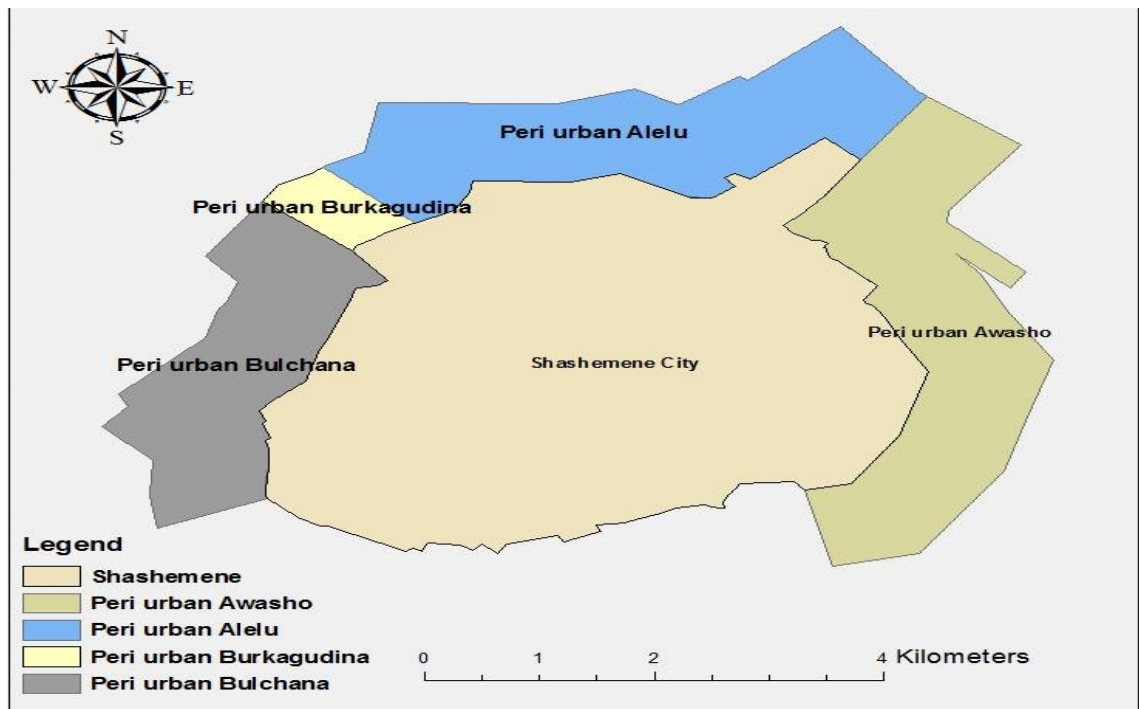 N
W E
S
Peri urban Alelu
Peri urban Burkagudina
Peri urban Awasho
Peri urban Bulchana
Shashemene City
Legend
Shashemene
Peri urban Awasho
Peri urban Alelu
Peri urban Burkagudina
Peri urban Bulchana
0 1 2 4 Kilometers